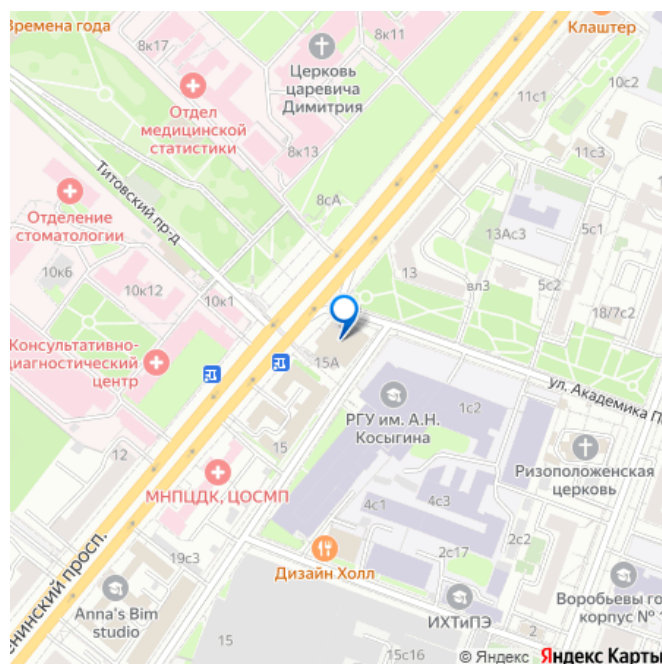 Времена года
8к17
8к11
Клаштер
Церковь
царевича
Димитрия
10с2
11с1
Отдел
медицинской
статистики
8к13
11с3
Титовский пр-д
8сА
Отделение
стоматологии
13Ас3
5с1
10к6
10к12
10к1
13
вл3
5с2
18/7с2
Консультативно-
диагностический
центр
15А
ул. Академика П
РГУ им. А.Н.
Косыгина
1с2
12
15
Ризоположенская
церковь
МНПЦДК, ЦОСМП
4с1
4с3
2с2
19с3
2с17
Дизайн Холл
енинский просп.
Anna's Bim
studio
ИХТиПЭ
Воробьевы го
корпус № 1
15
2
15с16
© Яндекс Яндекс Карты